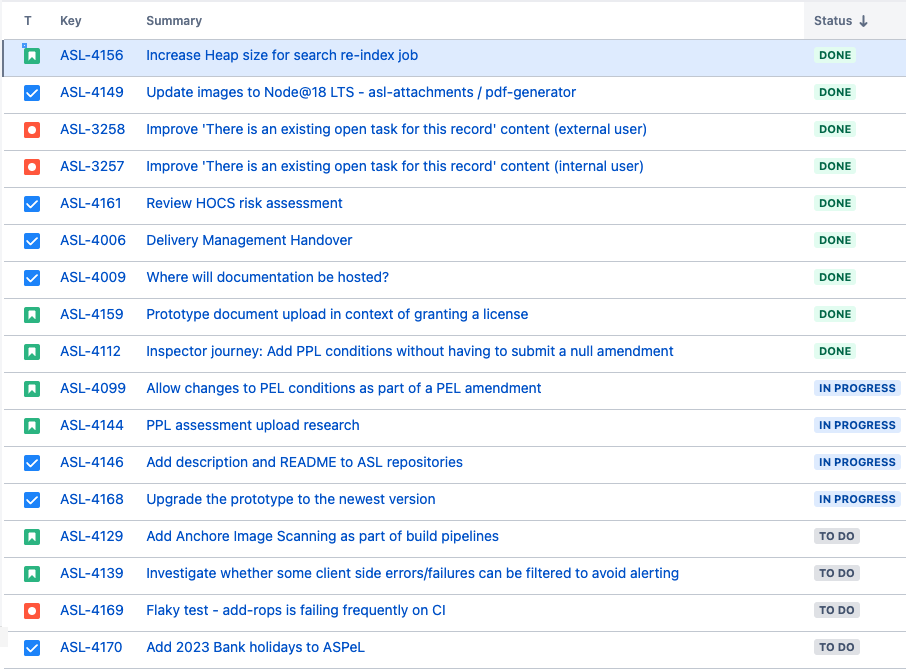 T Key Summary Status ↓
ASL-4156 Increase Heap size for search re-index job DONE
ASL-4149 Update images to Node@18 LTS - asl-attachments / pdf-generator DONE
ASL-3258 Improve 'There is an existing open task for this record' content (external user) DONE
ASL-3257 Improve 'There is an existing open task for this record' content (internal user) DONE
ASL-4161 Review HOCS risk assessment DONE
ASL-4006 Delivery Management Handover DONE
ASL-4009 Where will documentation be hosted? DONE
ASL-4159 Prototype document upload in context of granting a license DONE
ASL-4112 Inspector journey: Add PPL conditions without having to submit a null amendment DONE
ASL-4099 Allow changes to PEL conditions as part of a PEL amendment IN PROGRESS
ASL-4144 PPL assessment upload research IN PROGRESS
ASL-4146 Add description and README to ASL repositories IN PROGRESS
ASL-4168 Upgrade the prototype to the newest version IN PROGRESS
ASL-4129 Add Anchore Image Scanning as part of build pipelines TO DO
ASL-4139 Investigate whether some client side errors/failures can be filtered to avoid alerting TO DO
ASL-4169 Flaky test - add-rops is failing frequently on CI TO DO
ASL-4170 Add 2023 Bank holidays to ASPeL TO DO